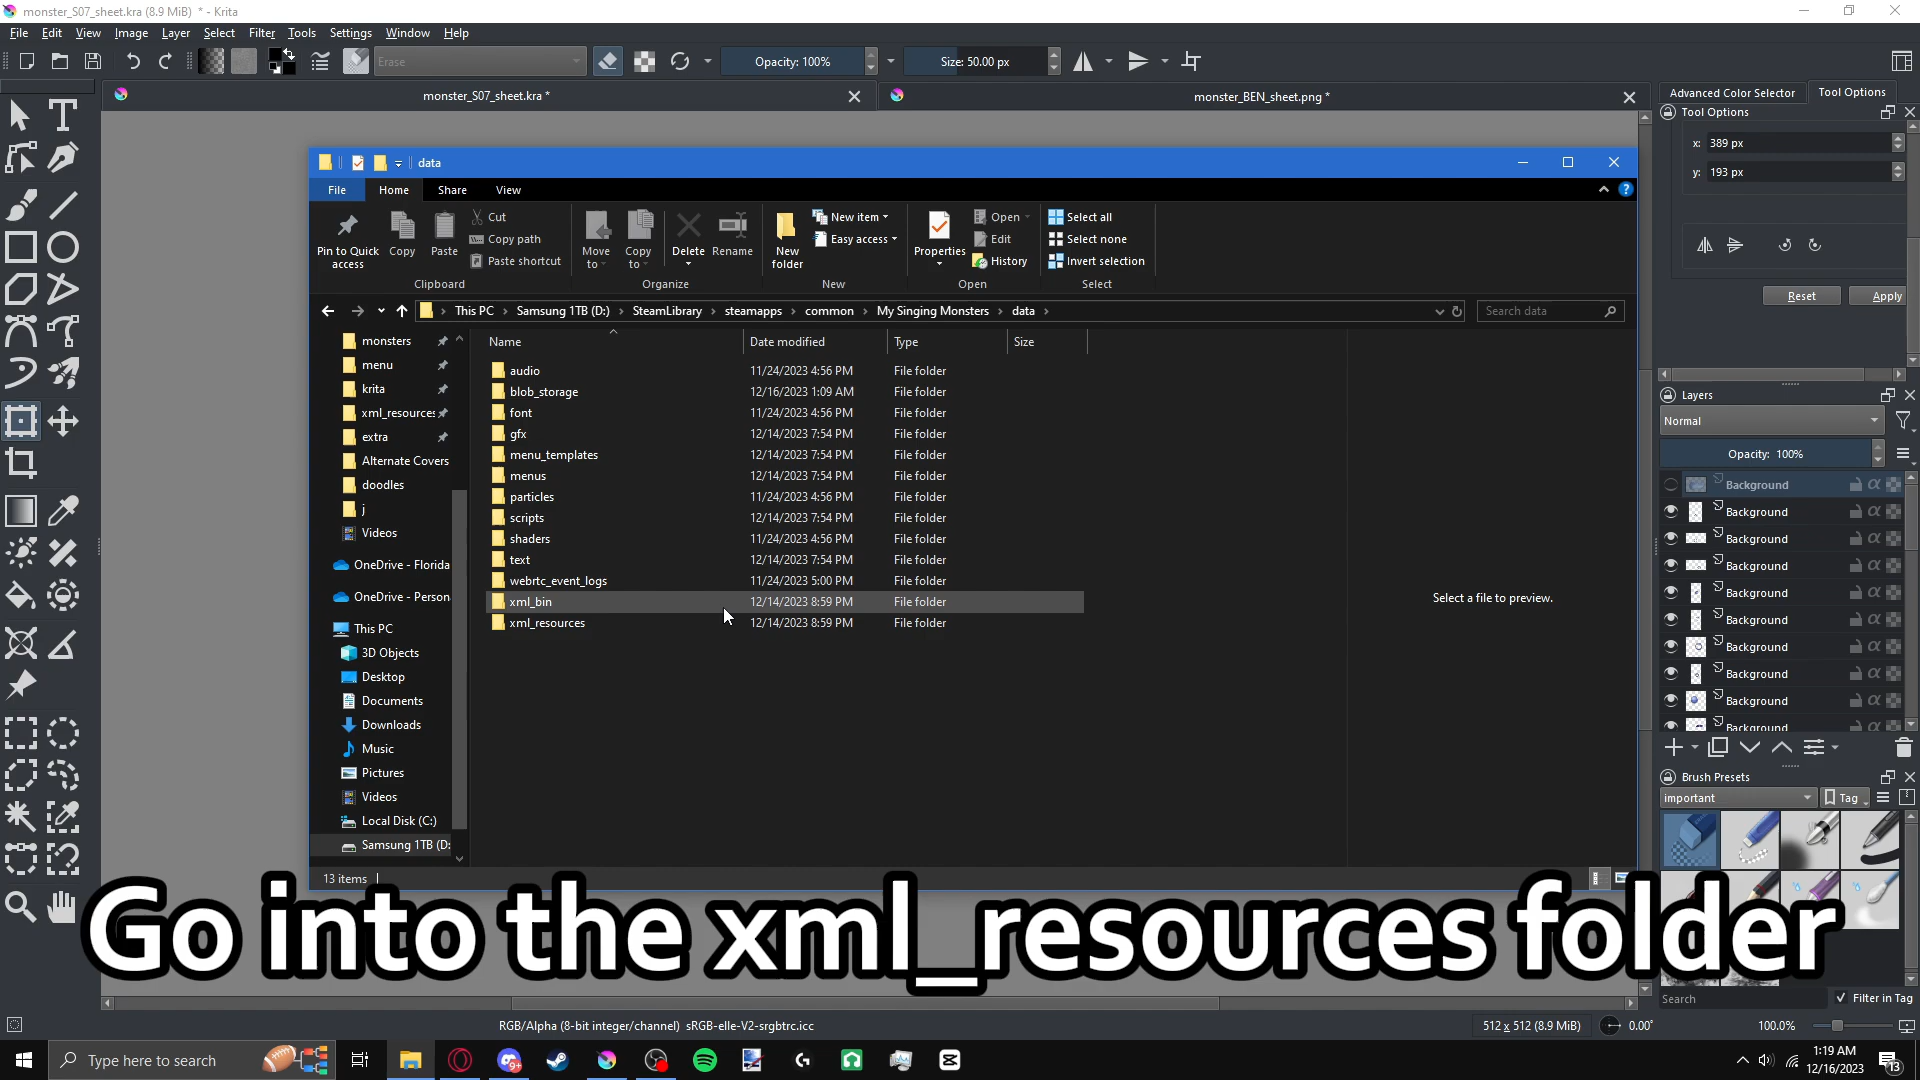 monster_S07_sheet.kra (8.9 MiB) * - Krita
File Edit View Image Layer Select Filter Tools Settings Window Help
Erase
Opacity: 100%
Size: 50.00 px
monster_S07_sheet.kra *
monster_BEN_sheet.png *
Advanced Color Selector
Tool Options
Tool Options
x: 389 px
y: 193 px
Reset
Apply
data
File Home Share View
Pin to Quick access
Copy
Paste
Cut
Copy path
Paste shortcut
Clipboard
Move to
Copy to
Delete
Rename
Organize
New folder
New item
Easy access
New
Properties
Open
Edit
History
Open
Select all
Select none
Invert selection
Select
This PC > Samsung 1TB (D:) > SteamLibrary > steamapps > common > My Singing Monsters > data >
Search data
monsters
menu
krita
xml_resources
extra
Alternate Covers
doodles
j
Videos
OneDrive - Florida
OneDrive - Person
This PC
3D Objects
Desktop
Documents
Downloads
Music
Pictures
Videos
Local Disk (C:)
Samsung 1TB (D:
Name Date modified Type Size
audio 11/24/2023 4:56 PM File folder
blob_storage 12/16/2023 1:09 AM File folder
font 11/24/2023 4:56 PM File folder
gfx 12/14/2023 7:54 PM File folder
menu_templates 12/14/2023 7:54 PM File folder
menus 12/14/2023 7:54 PM File folder
particles 11/24/2023 4:56 PM File folder
scripts 12/14/2023 7:54 PM File folder
shaders 11/24/2023 4:56 PM File folder
text 12/14/2023 7:54 PM File folder
webrtc_event_logs 11/24/2023 5:00 PM File folder
xml_bin 12/14/2023 8:59 PM File folder
xml_resources 12/14/2023 8:59 PM File folder
Select a file to preview.
13 items
Layers
Normal
Opacity: 100%
Background
Background
Background
Background
Background
Background
Background
Background
Background
Background
Brush Presets
important
Tag
Search
Filter in Tag
Go into the xml_resources folder
RGB/Alpha (8-bit integer/channel) sRGB-elle-V2-srgbtrc.icc
512 x 512 (8.9 MiB)
0.00°
100.0%
Type here to search
9+
1:19 AM
12/16/2023
13